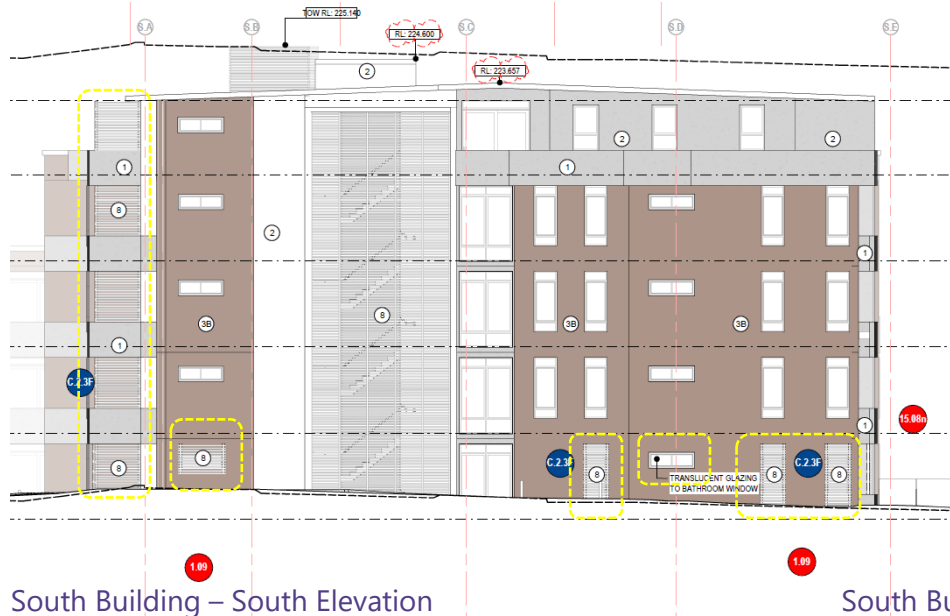 TOW RL: 225.140
S.A
S.B
RL: 224.600
S.C
S.D
S.E
2
RL: 223.657
2
2
1
1
8
2
1
8
3B
3B
3B
1
C.2.3F
15.08n
1
8
8
C.2.3F
8
8
C.2.3F
8
TRANSLUCENT GLAZING
TO BATHROOM WINDOW
1.09
1.09
South Building – South Elevation
South Bu